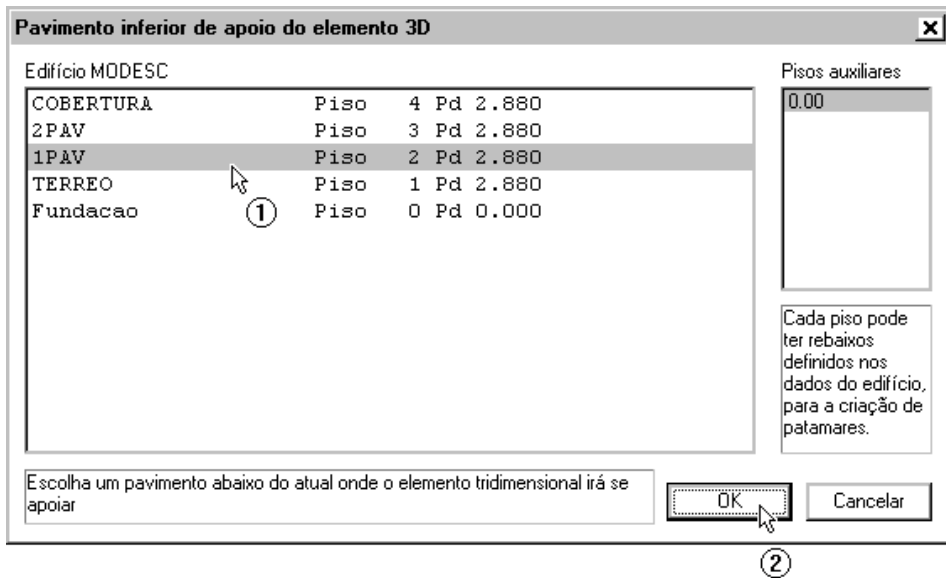 Pavimento inferior de apoio do elemento 3D
Edifício MODESC
Pisos auxiliares
COBERTURA Piso 4 Pd 2.880
2PAV Piso 3 Pd 2.880
1PAV Piso 2 Pd 2.880
TERREO Piso 1 Pd 2.880
Fundacao Piso 0 Pd 0.000
0.00
1
Cada piso pode
ter rebaixos
definidos nos
dados do edifício,
para a criação de
patamares.
Escolha um pavimento abaixo do atual onde o elemento tridimensional irá se
apoiar
OK
Cancelar
2